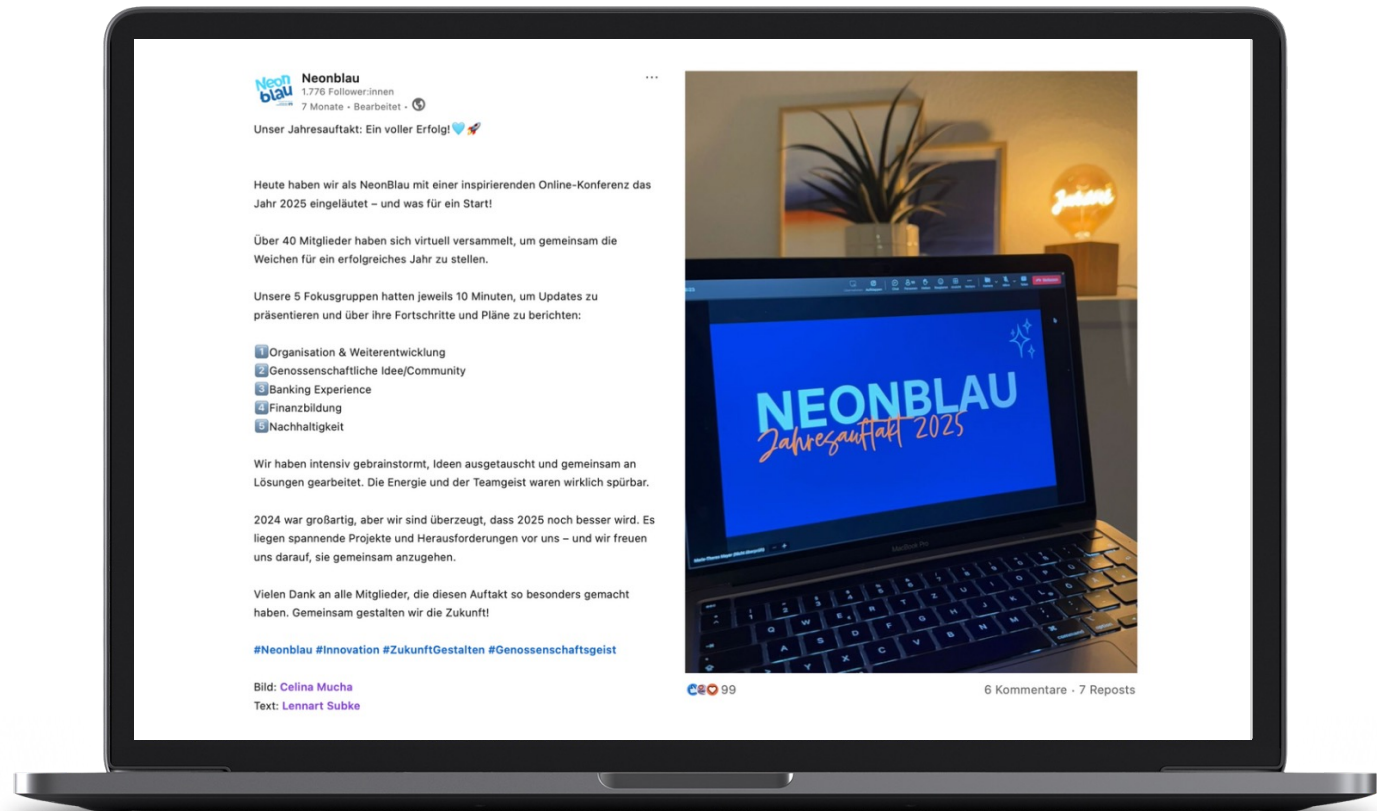 Neon
blau
Neonblau
1.776 Follower:innen
7 Monate • Bearbeitet •
Unser Jahresauftakt: Ein voller Erfolg!🩵🚀
Heute haben wir als NeonBlau mit einer inspirierenden Online-Konferenz das
Jahr 2025 eingeläutet – und was für ein Start!
Über 40 Mitglieder haben sich virtuell versammelt, um gemeinsam die
Weichen für ein erfolgreiches Jahr zu stellen.
Unsere 5 Fokusgruppen hatten jeweils 10 Minuten, um Updates zu
präsentieren und über ihre Fortschritte und Pläne zu berichten:
1️⃣Organisation & Weiterentwicklung
2️⃣Genossenschaftliche Idee/Community
3️⃣Banking Experience
4️⃣Finanzbildung
5️⃣Nachhaltigkeit
Wir haben intensiv gebrainstormt, Ideen ausgetauscht und gemeinsam an
Lösungen gearbeitet. Die Energie und der Teamgeist waren wirklich spürbar.
2024 war großartig, aber wir sind überzeugt, dass 2025 noch besser wird. Es
liegen spannende Projekte und Herausforderungen vor uns – und wir freuen
uns darauf, sie gemeinsam anzugehen.
Vielen Dank an alle Mitglieder, die diesen Auftakt so besonders gemacht
haben. Gemeinsam gestalten wir die Zukunft!
#Neonblau #Innovation #ZukunftGestalten #Genossenschaftsgeist
Bild: Celina Mucha
Text: Lennart Subke
NEONBLAU
Jahresauftakt 2025
MacBook Pro
99
6 Kommentare · 7 Reposts